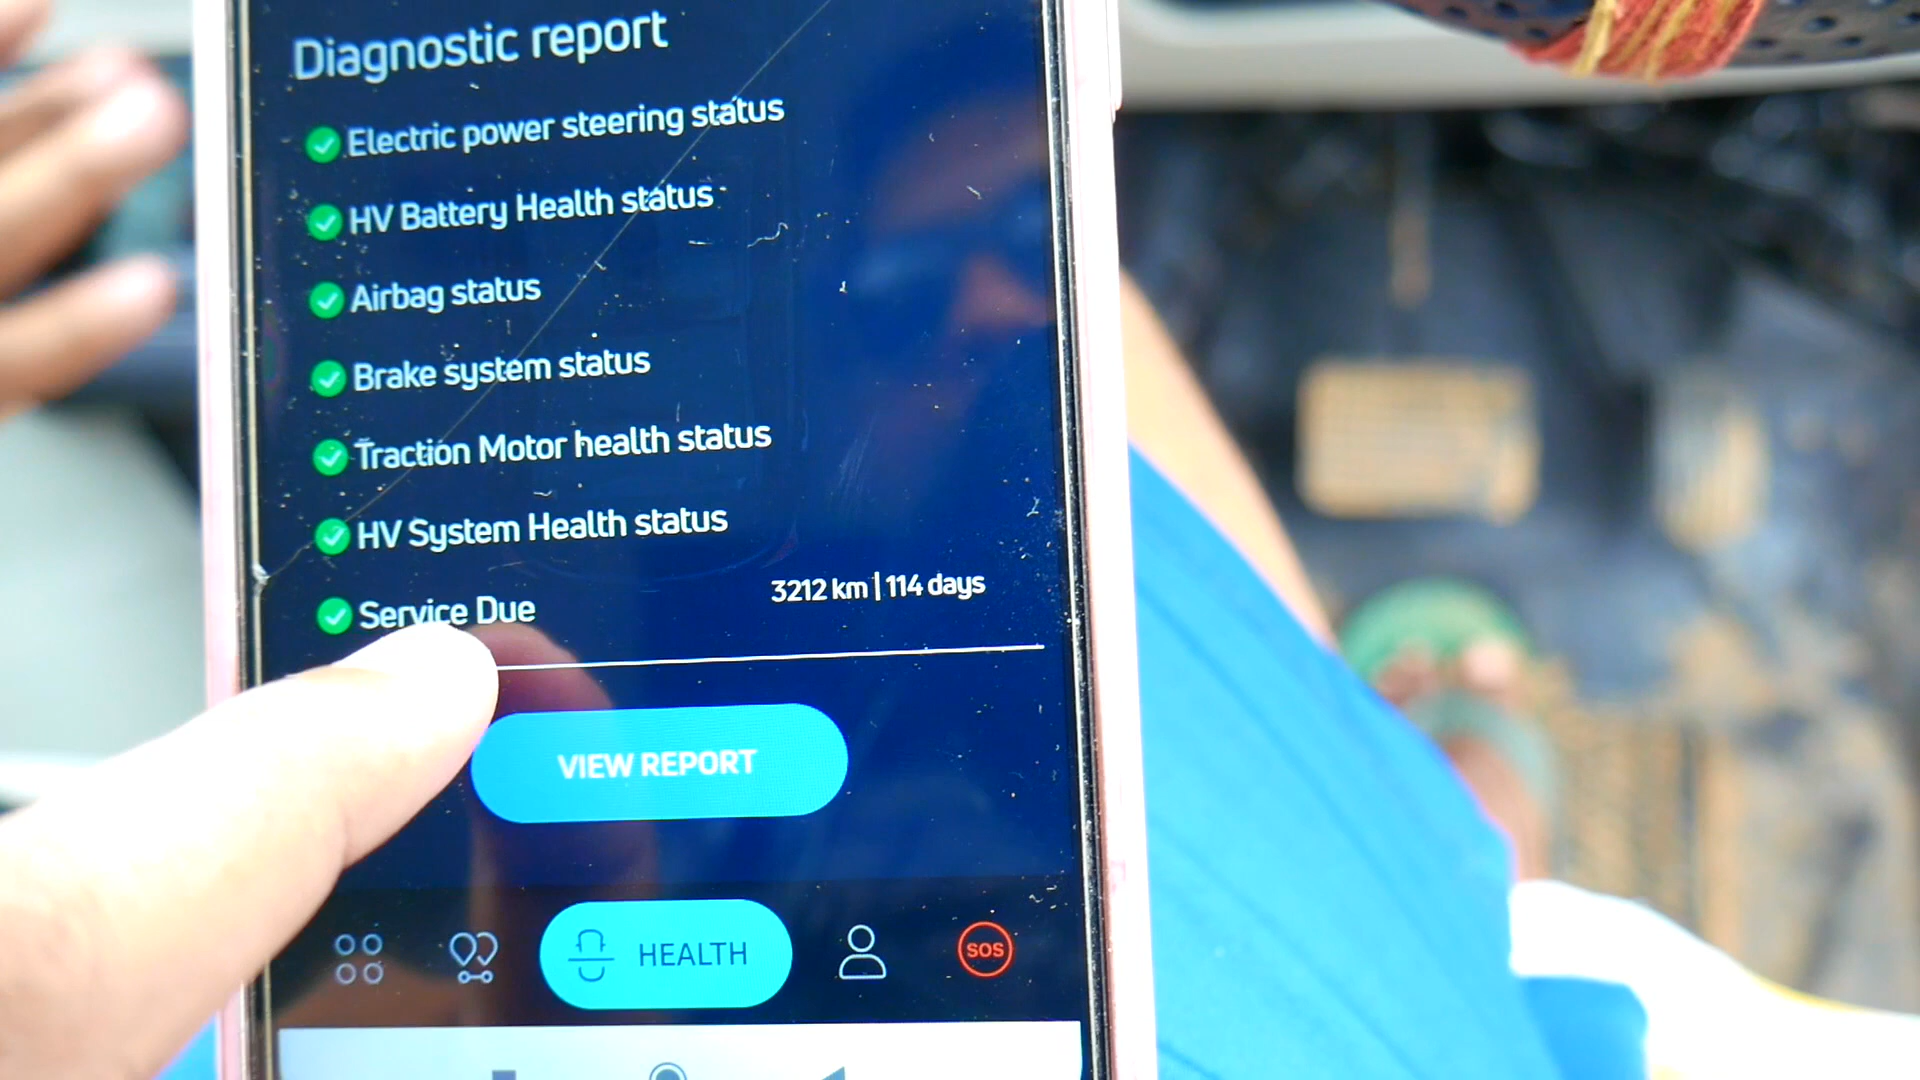 Diagnostic report
Electric power steering status
HV Battery Health status
Airbag status
Brake system status
Traction Motor health status
HV System Health status
Service Due 3212 km | 114 days
VIEW REPORT
HEALTH
SOS